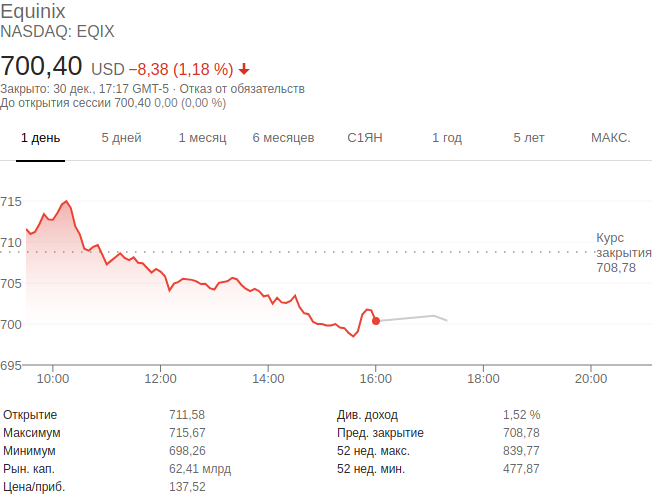 Equinix
NASDAQ: EQIX
700,40 USD −8,38 (1,18 %)
Закрыто: 30 дек., 17:17 GMT-5 · Отказ от обязательств
До открытия сессии 700,40 0,00 (0,00 %)
1 день 5 дней 1 месяц 6 месяцев С1ЯН 1 год 5 лет МАКС.
715
710
705
700
695
Курс
закрытия
708,78
10:00 12:00 14:00 16:00 18:00 20:00
Открытие 711,58 Див. доход 1,52 %
Максимум 715,67 Пред. закрытие 708,78
Минимум 698,26 52 нед. макс. 839,77
Рын. кап. 62,41 млрд 52 нед. мин. 477,87
Цена/приб. 137,52